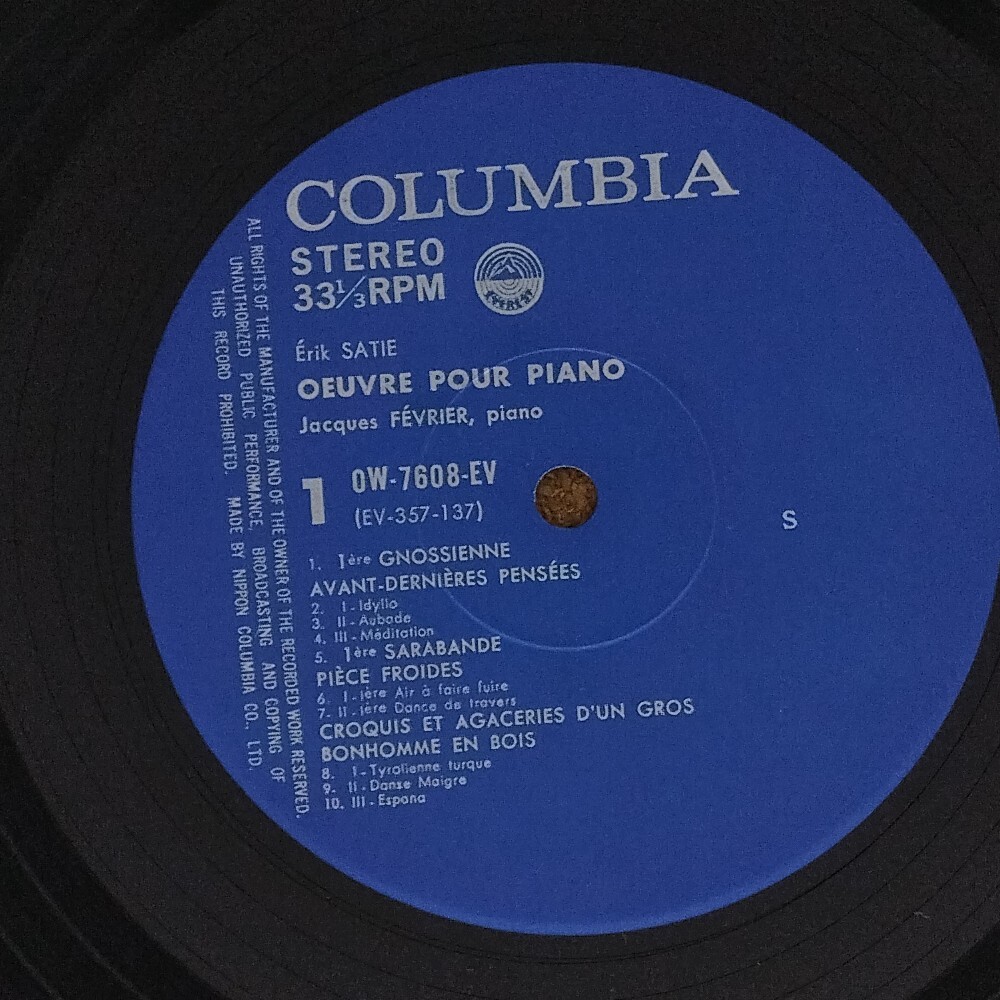 COLUMBIA
STEREO
33 1/3 RPM
EVEREST
Érik SATIE
OEUVRE POUR PIANO
Jacques FÉVRIER, piano
1 OW-7608-EV
(EV-357-137)
S
1. 1ère GNOSSIENNE
AVANT-DERNIÈRES PENSÉES
2. I - Idyllo
3. II - Aubade
4. III - Méditation
5. 1ère SARABANDE
PIÈCE FROIDES
6. I - Ière Air à faire fuire
7. II - Ière Dance de travers
CROQUIS ET AGACERIES D'UN GROS
BONHOMME EN BOIS
8. I - Tyrolienne turque
9. II - Danse Maigre
10. III - Espana
ALL RIGHTS OF THE MANUFACTURER AND OF THE OWNER OF THE RECORDED WORK RESERVED.
UNAUTHORIZED PUBLIC PERFORMANCE, BROADCASTING AND COPYING OF
THIS RECORD PROHIBITED. MADE BY NIPPON COLUMBIA CO., LTD.